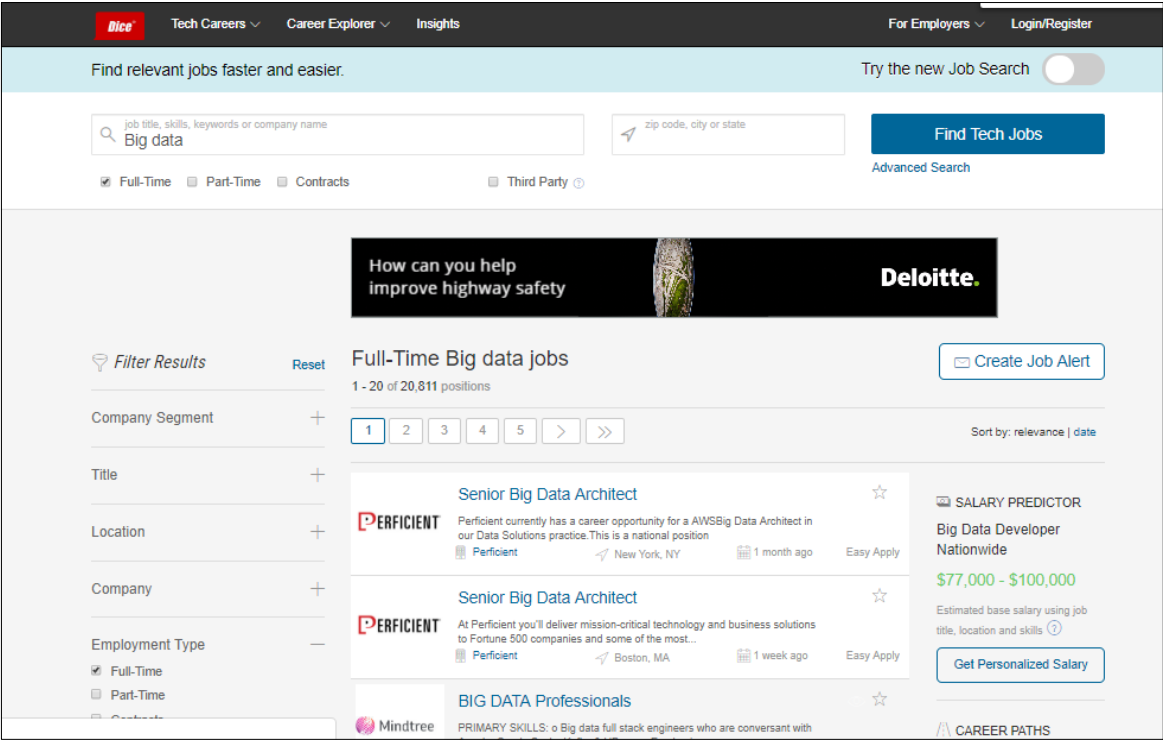 Dice
Tech Careers
Career Explorer
Insights
For Employers
Login/Register
Find relevant jobs faster and easier.
Try the new Job Search
job title, skills, keywords or company name
Big data
zip code, city or state
Find Tech Jobs
Full-Time
Part-Time
Contracts
Third Party
Advanced Search
How can you help
improve highway safety
Deloitte.
Filter Results
Reset
Full-Time Big data jobs
1 - 20 of 20,811 positions
Create Job Alert
Company Segment
1 2 3 4 5 > >>
Sort by: relevance | date
Title
Location
Company
Employment Type
Full-Time
Part-Time
Contracts
PERFICIENT
Senior Big Data Architect
Perficient currently has a career opportunity for a AWSBig Data Architect in
our Data Solutions practice.This is a national position
Perficient
New York, NY
1 month ago
Easy Apply
PERFICIENT
Senior Big Data Architect
At Perficient you'll deliver mission-critical technology and business solutions
to Fortune 500 companies and some of the most...
Perficient
Boston, MA
1 week ago
Easy Apply
Mindtree
BIG DATA Professionals
PRIMARY SKILLS: o Big data full stack engineers who are conversant with
SALARY PREDICTOR
Big Data Developer
Nationwide
$77,000 - $100,000
Estimated base salary using job
title, location and skills ?
Get Personalized Salary
CAREER PATHS